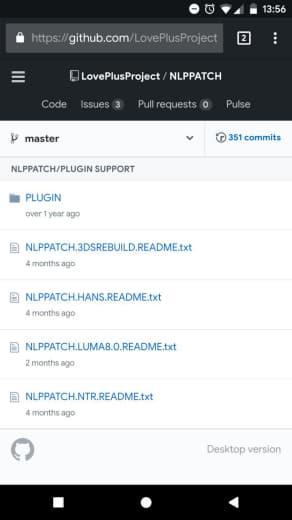 13:56
https://github.com/LovePlusProject
2
LovePlusProject / NLPPATCH
Code Issues 3 Pull requests 0 Pulse
master
351 commits
NLPPATCH/PLUGIN SUPPORT
PLUGIN
over 1 year ago
NLPPATCH.3DSREBUILD.README.txt
4 months ago
NLPPATCH.HANS.README.txt
4 months ago
NLPPATCH.LUMA8.0.README.txt
2 months ago
NLPPATCH.NTR.README.txt
4 months ago
Desktop version